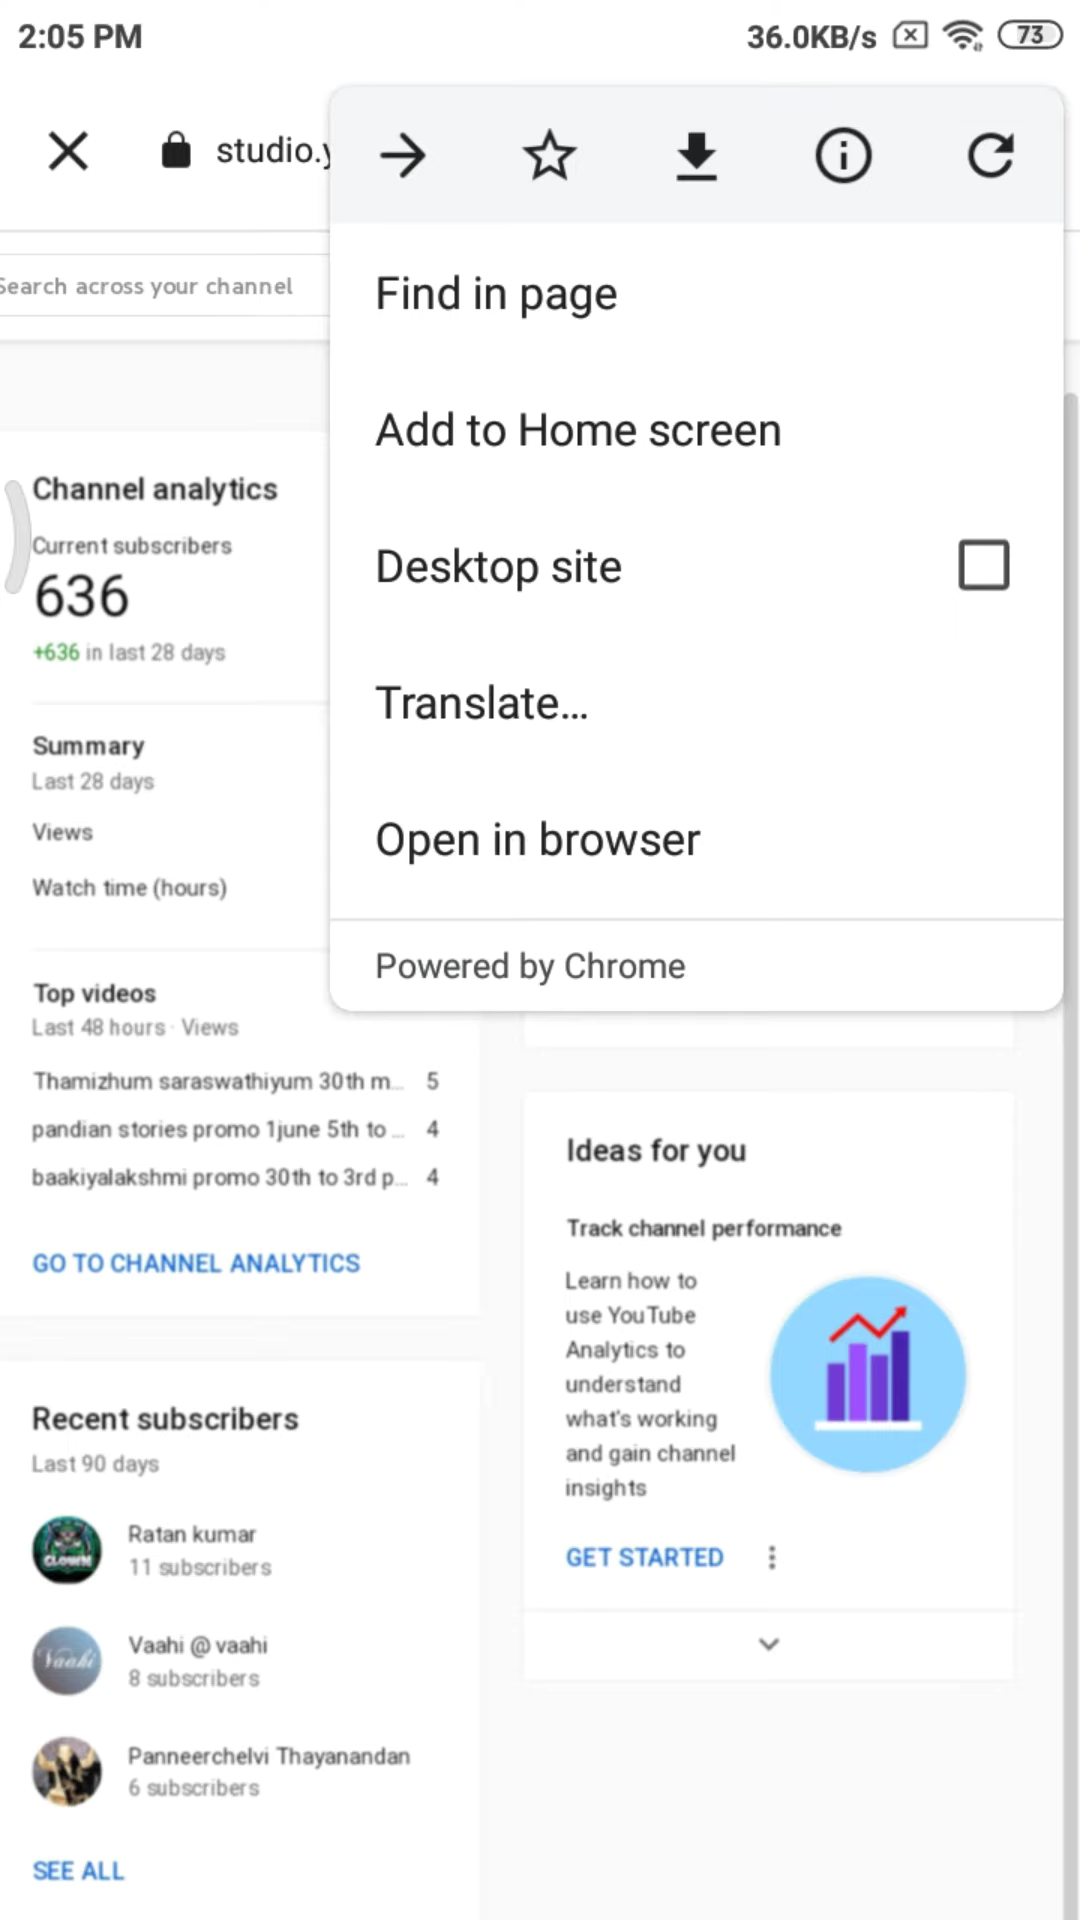 2:05 PM
36.0KB/s
73
studio.y
Find in page
Add to Home screen
Desktop site
Translate...
Open in browser
Powered by Chrome
Search across your channel
Channel analytics
Current subscribers
636
+636 in last 28 days
Summary
Last 28 days
Views
Watch time (hours)
Top videos
Last 48 hours · Views
Thamizhum saraswathiyum 30th m... 5
pandian stories promo 1june 5th to ... 4
baakiyalakshmi promo 30th to 3rd p... 4
GO TO CHANNEL ANALYTICS
Recent subscribers
Last 90 days
CLOWN
Ratan kumar
11 subscribers
Vaahi
Vaahi @ vaahi
8 subscribers
Panneerchelvi Thayanandan
6 subscribers
SEE ALL
Ideas for you
Track channel performance
Learn how to
use YouTube
Analytics to
understand
what's working
and gain channel
insights
GET STARTED